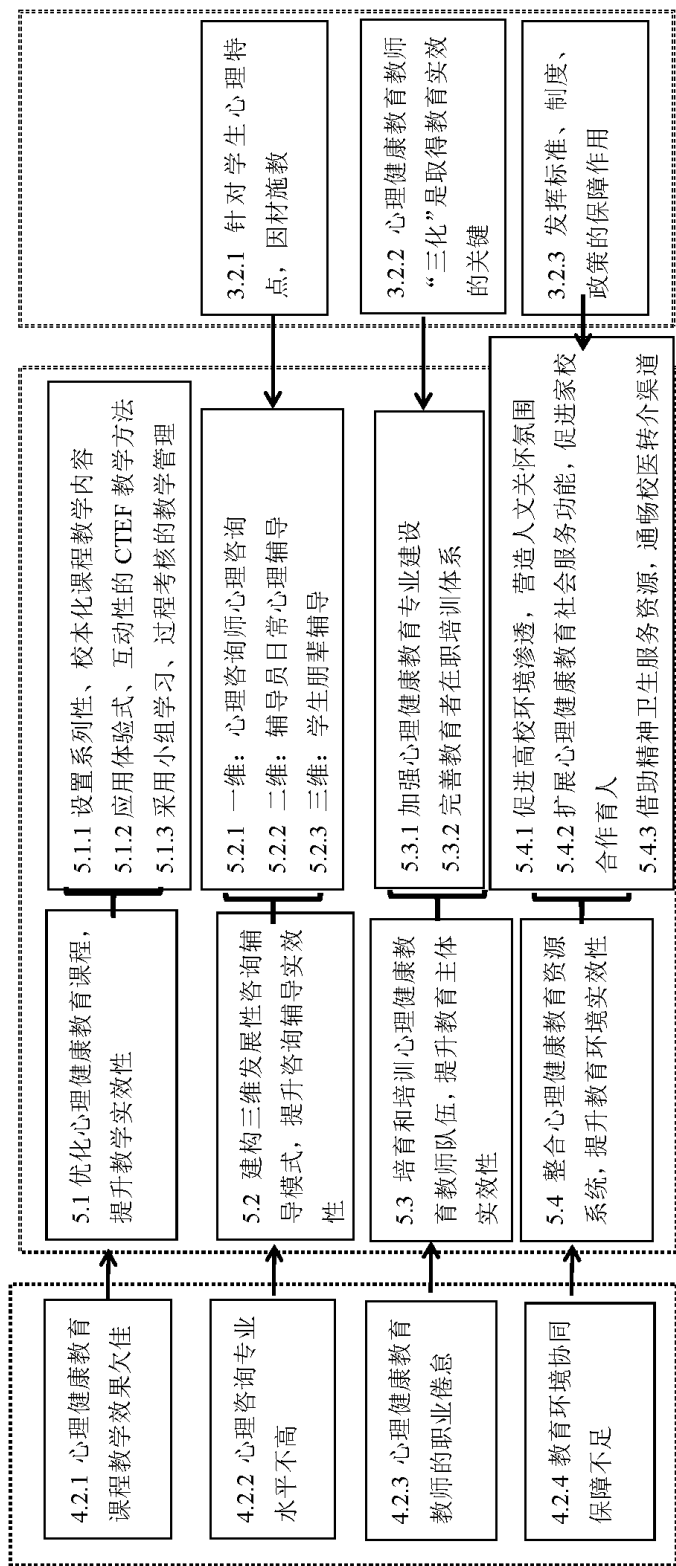 4.2.1 心理健康教育
课程教学效果欠佳
4.2.2 心理咨询专业
水平不高
4.2.3 心理健康教育
教师的职业倦怠
4.2.4 教育环境协同
保障不足
5.1 优化心理健康教育课程，
提升教学实效性
5.2 建构三维发展性咨询辅
导模式，提升咨询辅导实效
性
5.3 培育和培训心理健康教
育教师队伍，提升教育主体
实效性
5.4 整合心理健康教育资源
系统，提升教育环境实效性
5.1.1 设置系列性、校本化课程教学内容
5.1.2 应用体验式、互动性的 CTEF 教学方法
5.1.3 采用小组学习、过程考核的教学管理
5.2.1 一维：心理咨询师心理咨询
5.2.2 二维：辅导员日常心理辅导
5.2.3 三维：学生朋辈辅导
5.3.1 加强心理健康教育专业建设
5.3.2 完善教育者在职培训体系
5.4.1 促进高校环境渗透，营造人文关怀氛围
5.4.2 扩展心理健康教育社会服务功能，促进家校
合作育人
5.4.3 借助精神卫生服务资源，通畅校医转介渠道
3.2.1 针对学生心理特
点，因材施教
3.2.2 心理健康教育教师
“三化”是取得教育实效
的关键
3.2.3 发挥标准、制度、
政策的保障作用